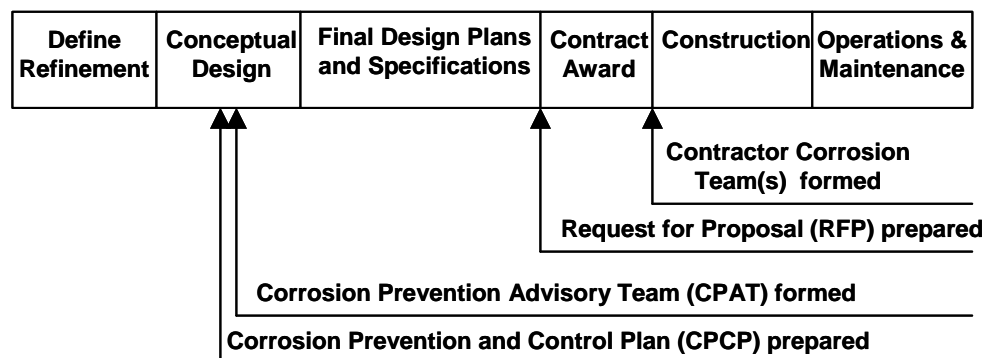 Define
Refinement
Conceptual
Design
Final Design Plans
and Specifications
Contract
Award
Construction
Operations &
Maintenance
Contractor Corrosion
Team(s) formed
Request for Proposal (RFP) prepared
Corrosion Prevention Advisory Team (CPAT) formed
Corrosion Prevention and Control Plan (CPCP) prepared